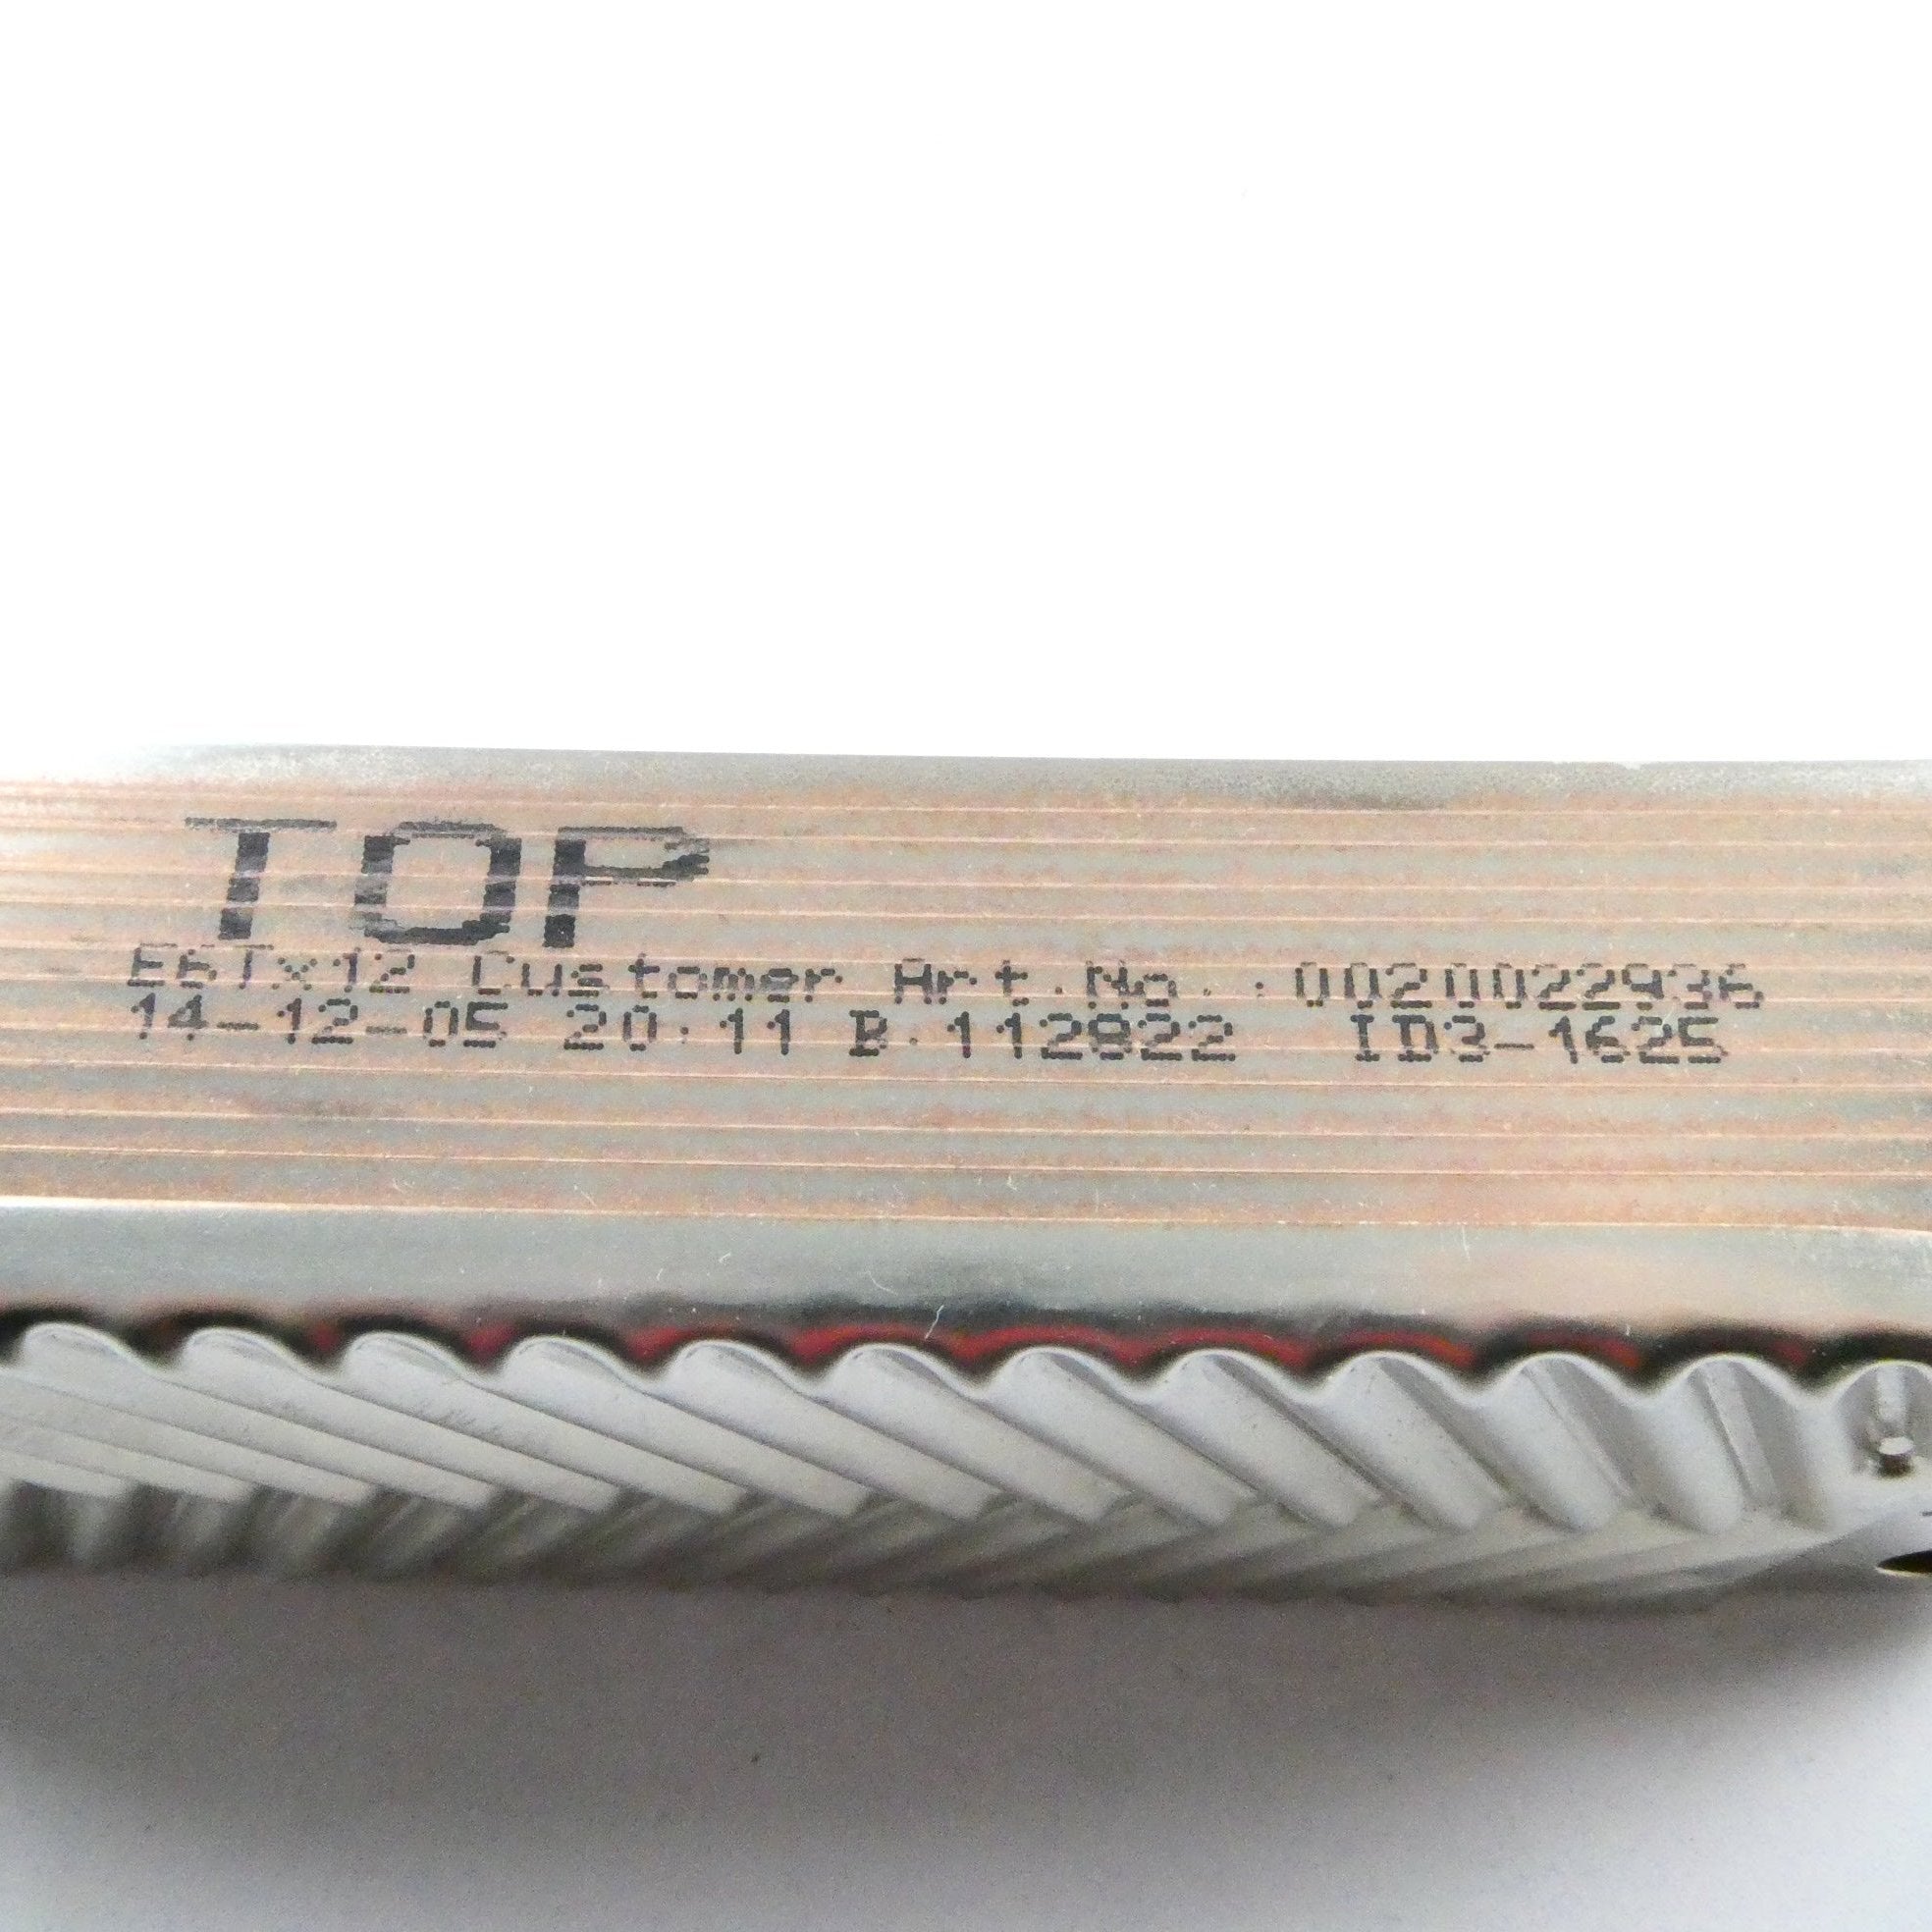 TOP
E6Tx12 Customer Art.No.:0020022936
14-12-05 20:11 B.112822 ID3-1625